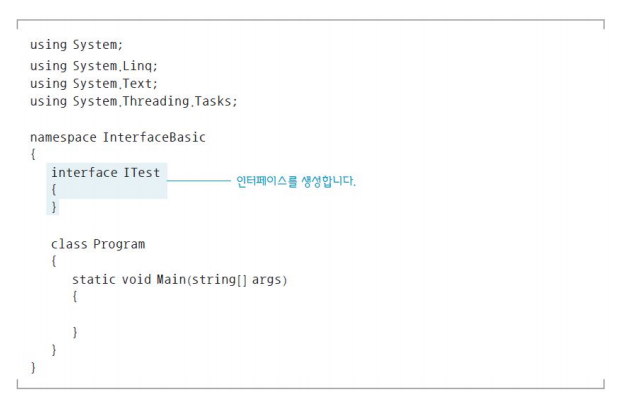 using System;
using System.Linq;
using System.Text;
using System.Threading.Tasks;
namespace InterfaceBasic
{
interface ITest
인터페이스를 생성합니다.
{
}
class Program
{
static void Main(string[] args)
{
}
}
}